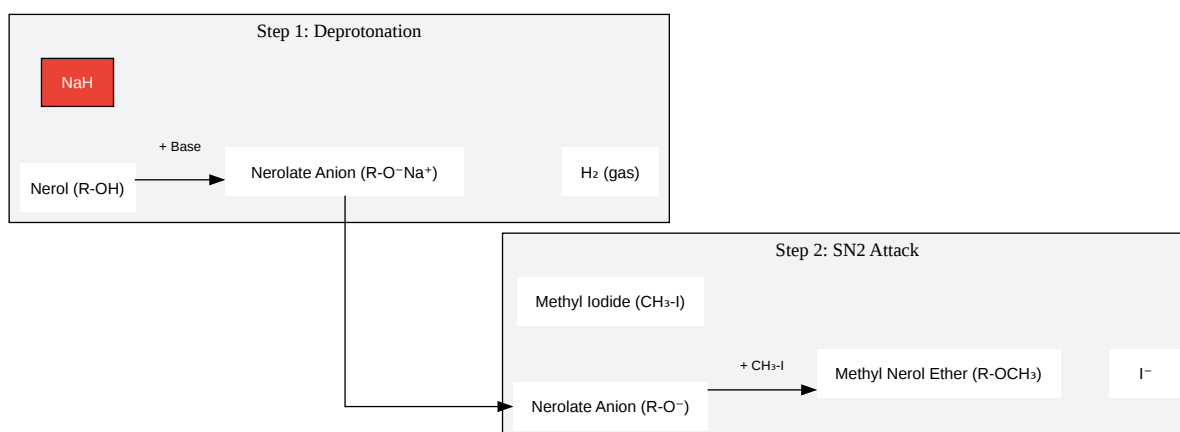 Step 1: Deprotonation
NaH
+ Base
Nerol (R-OH)
Nerolate Anion (R-O⁻Na⁺)
H₂ (gas)
Step 2: SN2 Attack
Methyl Iodide (CH₃-I)
Nerolate Anion (R-O⁻)
+ CH₃-I
Methyl Nerol Ether (R-OCH₃)
I⁻